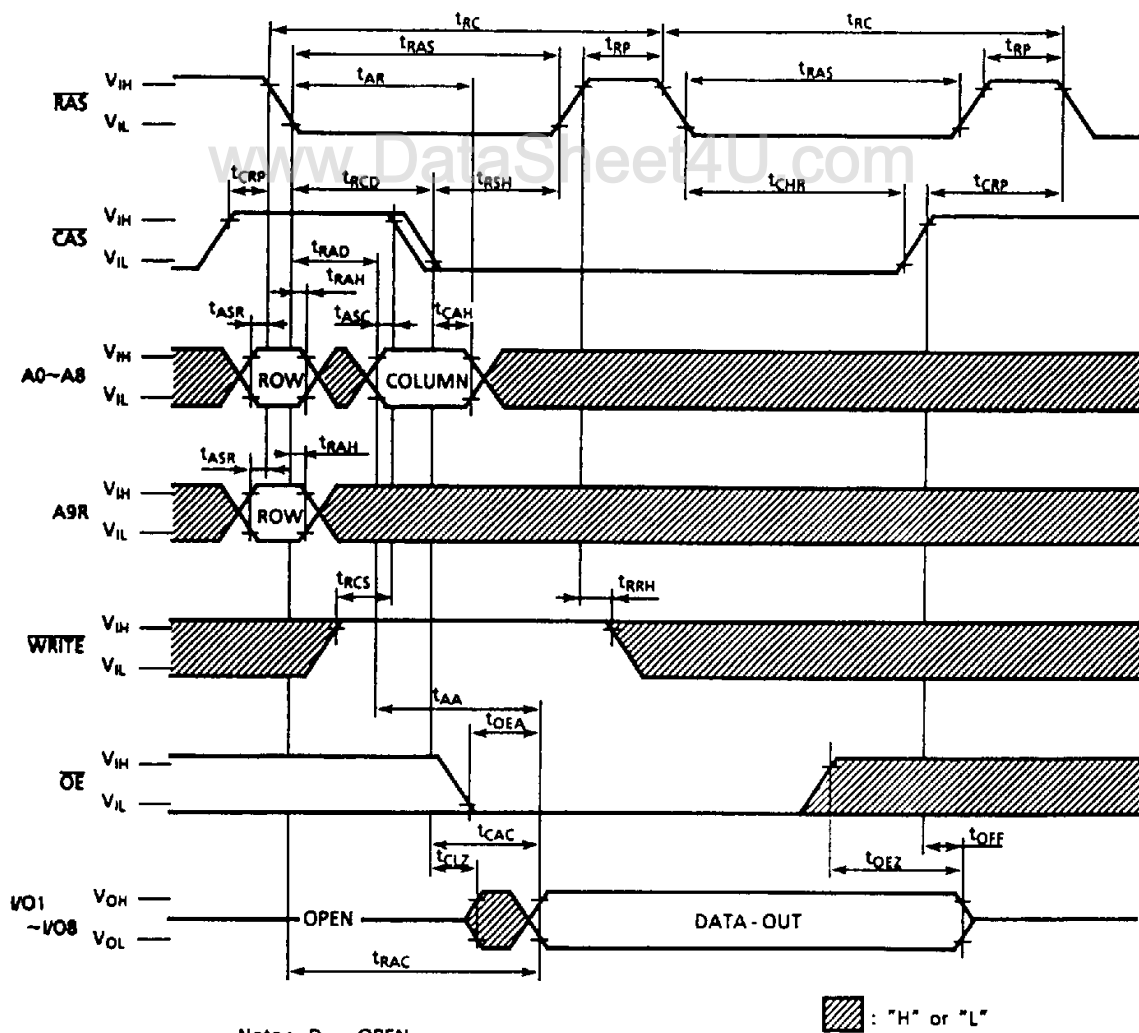 tRC tRC
tRAS tRP tRAS tRP
tAR
RAS VIH
VIL
www.DataSheet4U.com
tCRP tRCD tRSH tCHR tCRP
CAS VIH
VIL
tRAD
tRAH
tASR tASC tCAH
A0~A8 VIH
VIL
ROW COLUMN
tASR tRAH
A9R VIH
VIL
ROW
tRCS tRRH
WRITE VIH
VIL
tAA
tOEA
OE VIH
VIL
tCAC tOFF
tCLZ tOEZ
I/O1
~I/O8
VOH
VOL
OPEN DATA-OUT
tRAC
: "H" or "L"